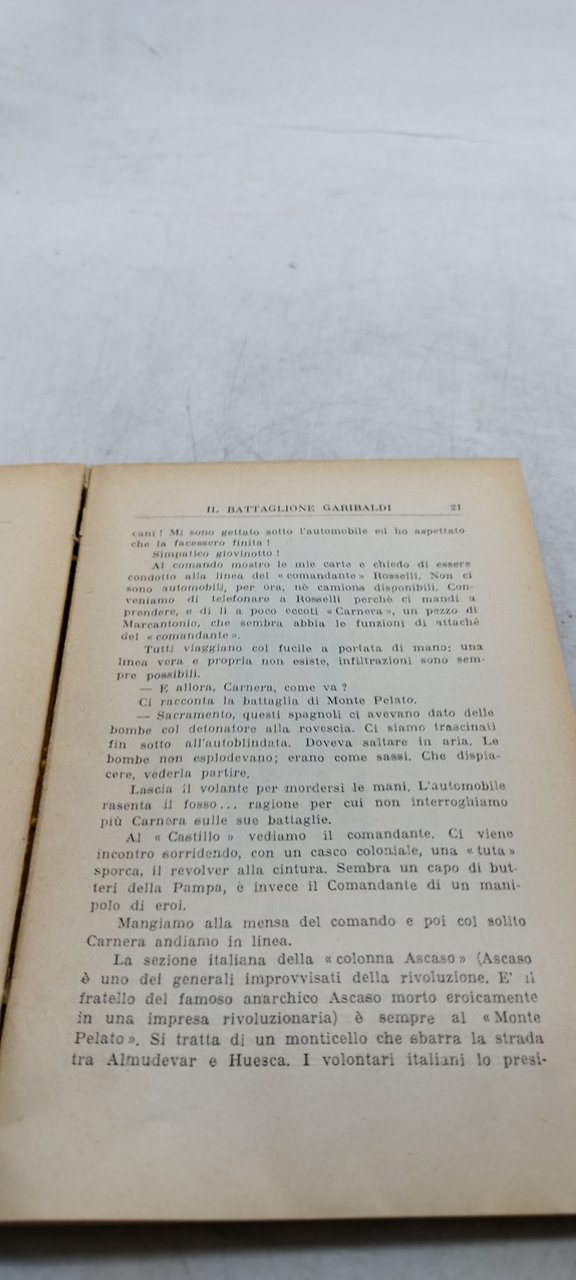 IL BATTAGLIONE GARIBALDI 21
cani! Mi sono gettato sotto l'automobile ed ho aspettato
che la facessero finita!
Simpatico giovinotto!
Al comando mostro le mie carte e chiedo di essere
condotto alla linea del «comandante» Rosselli. Non ci
sono automobili, per ora, nè camions disponibili. Con-
veniamo di telefonare a Rosselli perchè ci mandi a
prendere, e di lì a poco eccoti «Carnera», un pezzo di
Marcantonio, che sembra abbia le funzioni di attaché
del «comandante».
Tutti viaggiano col fucile a portata di mano: una
linea vera e propria non esiste, infiltrazioni sono sem-
pre possibili.
— E allora, Carnera, come va?
Ci racconta la battaglia di Monte Pelato.
— Sacramento, questi spagnoli ci avevano dato delle
bombe col detonatore alla rovescia. Ci siamo trascinati
fin sotto all'autoblindata. Doveva saltare in aria. Le
bombe non esplodevano; erano come sassi. Che dispia-
cere, vederla partire.
Lascia il volante per mordersi le mani. L'automobile
rasenta il fosso... ragione per cui non interroghiamo
più Carnera sulle sue battaglie.
Al «Castillo» vediamo il comandante. Ci viene
incontro sorridendo, con un casco coloniale, una «tuta»
sporca, il revolver alla cintura. Sembra un capo di but-
teri della Pampa, è invece il Comandante di un mani-
polo di eroi.
Mangiamo alla mensa del comando e poi col solito
Carnera andiamo in linea.
La sezione italiana della «colonna Ascaso» (Ascaso
è uno dei generali improvvisati della rivoluzione. E' il
fratello del famoso anarchico Ascaso morto eroicamente
in una impresa rivoluzionaria) è sempre al «Monte
Pelato». Si tratta di un monticello che sbarra la strada
tra Almudevar e Huesca. I volontari italiani lo presi-